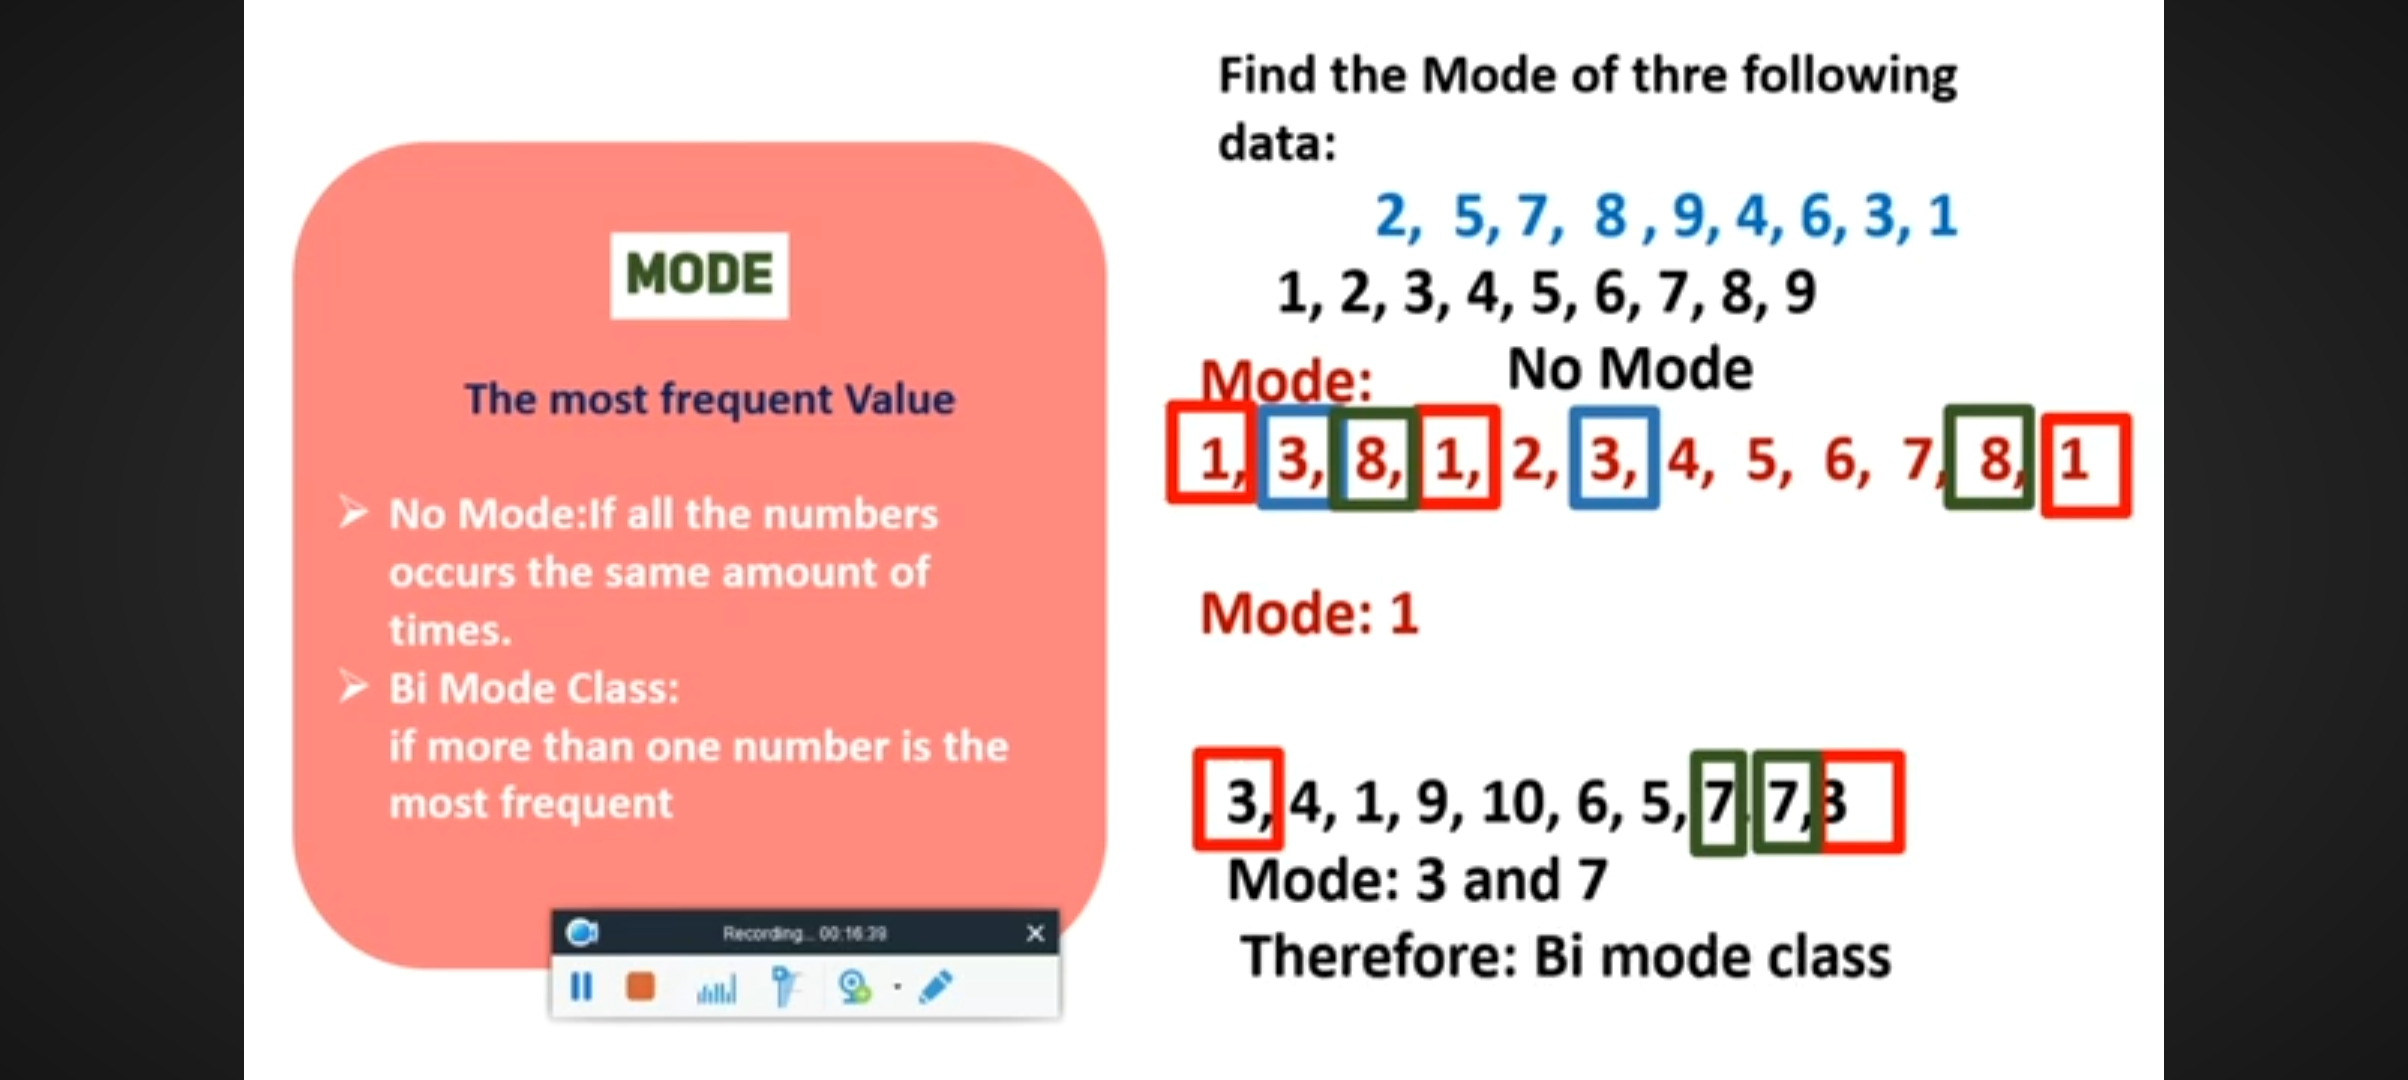 MODE
The most frequent Value
No Mode:If all the numbers
occurs the same amount of
times.
Bi Mode Class:
if more than one number is the
most frequent
Recording... 00:16:39
Find the Mode of thre following
data:
2, 5, 7, 8 , 9, 4, 6, 3, 1
1, 2, 3, 4, 5, 6, 7, 8, 9
Mode: No Mode
1, 3, 8, 1, 2, 3, 4, 5, 6, 7, 8, 1
Mode: 1
3, 4, 1, 9, 10, 6, 5, 7, 7,3
Mode: 3 and 7
Therefore: Bi mode class